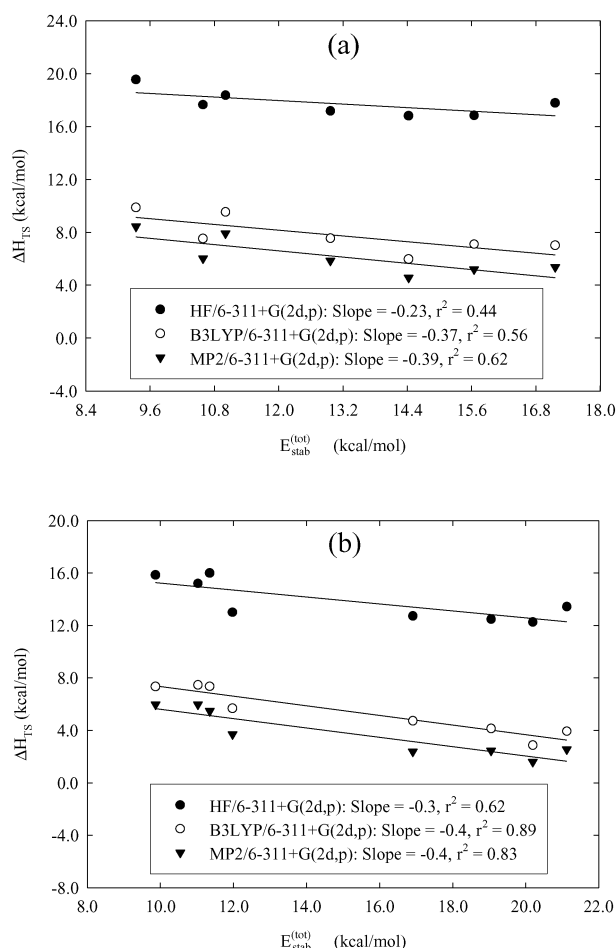 (a)
24.0
20.0
16.0
12.0
8.0
4.0
0.0
-4.0
ΔH_TS (kcal/mol)
HF/6-311+G(2d,p): Slope = -0.23, r² = 0.44
B3LYP/6-311+G(2d,p): Slope = -0.37, r² = 0.56
MP2/6-311+G(2d,p): Slope = -0.39, r² = 0.62
8.4 9.6 10.8 12.0 13.2 14.4 15.6 16.8 18.0
E_stab^(tot) (kcal/mol)
(b)
20.0
16.0
12.0
8.0
4.0
0.0
-4.0
-8.0
ΔH_TS (kcal/mol)
HF/6-311+G(2d,p): Slope = -0.3, r² = 0.62
B3LYP/6-311+G(2d,p): Slope = -0.4, r² = 0.89
MP2/6-311+G(2d,p): Slope = -0.4, r² = 0.83
8.0 10.0 12.0 14.0 16.0 18.0 20.0 22.0
E_stab^(tot) (kcal/mol)